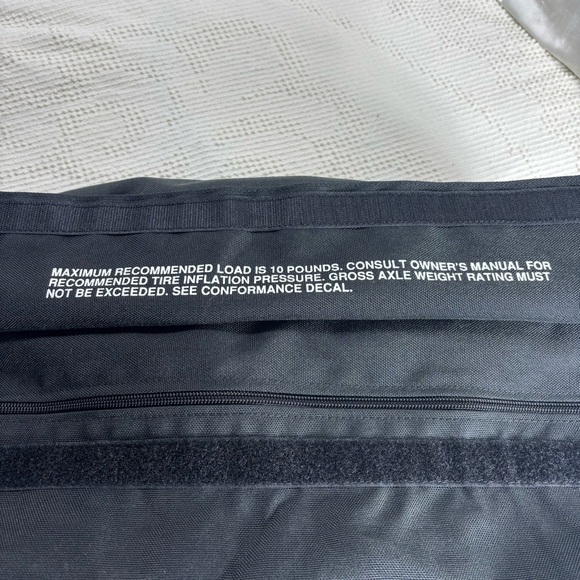 MAXIMUM RECOMMENDED LOAD IS 10 POUNDS. CONSULT OWNER'S MANUAL FOR
RECOMMENDED TIRE INFLATION PRESSURE. GROSS AXLE WEIGHT RATING MUST
NOT BE EXCEEDED. SEE CONFORMANCE DECAL.